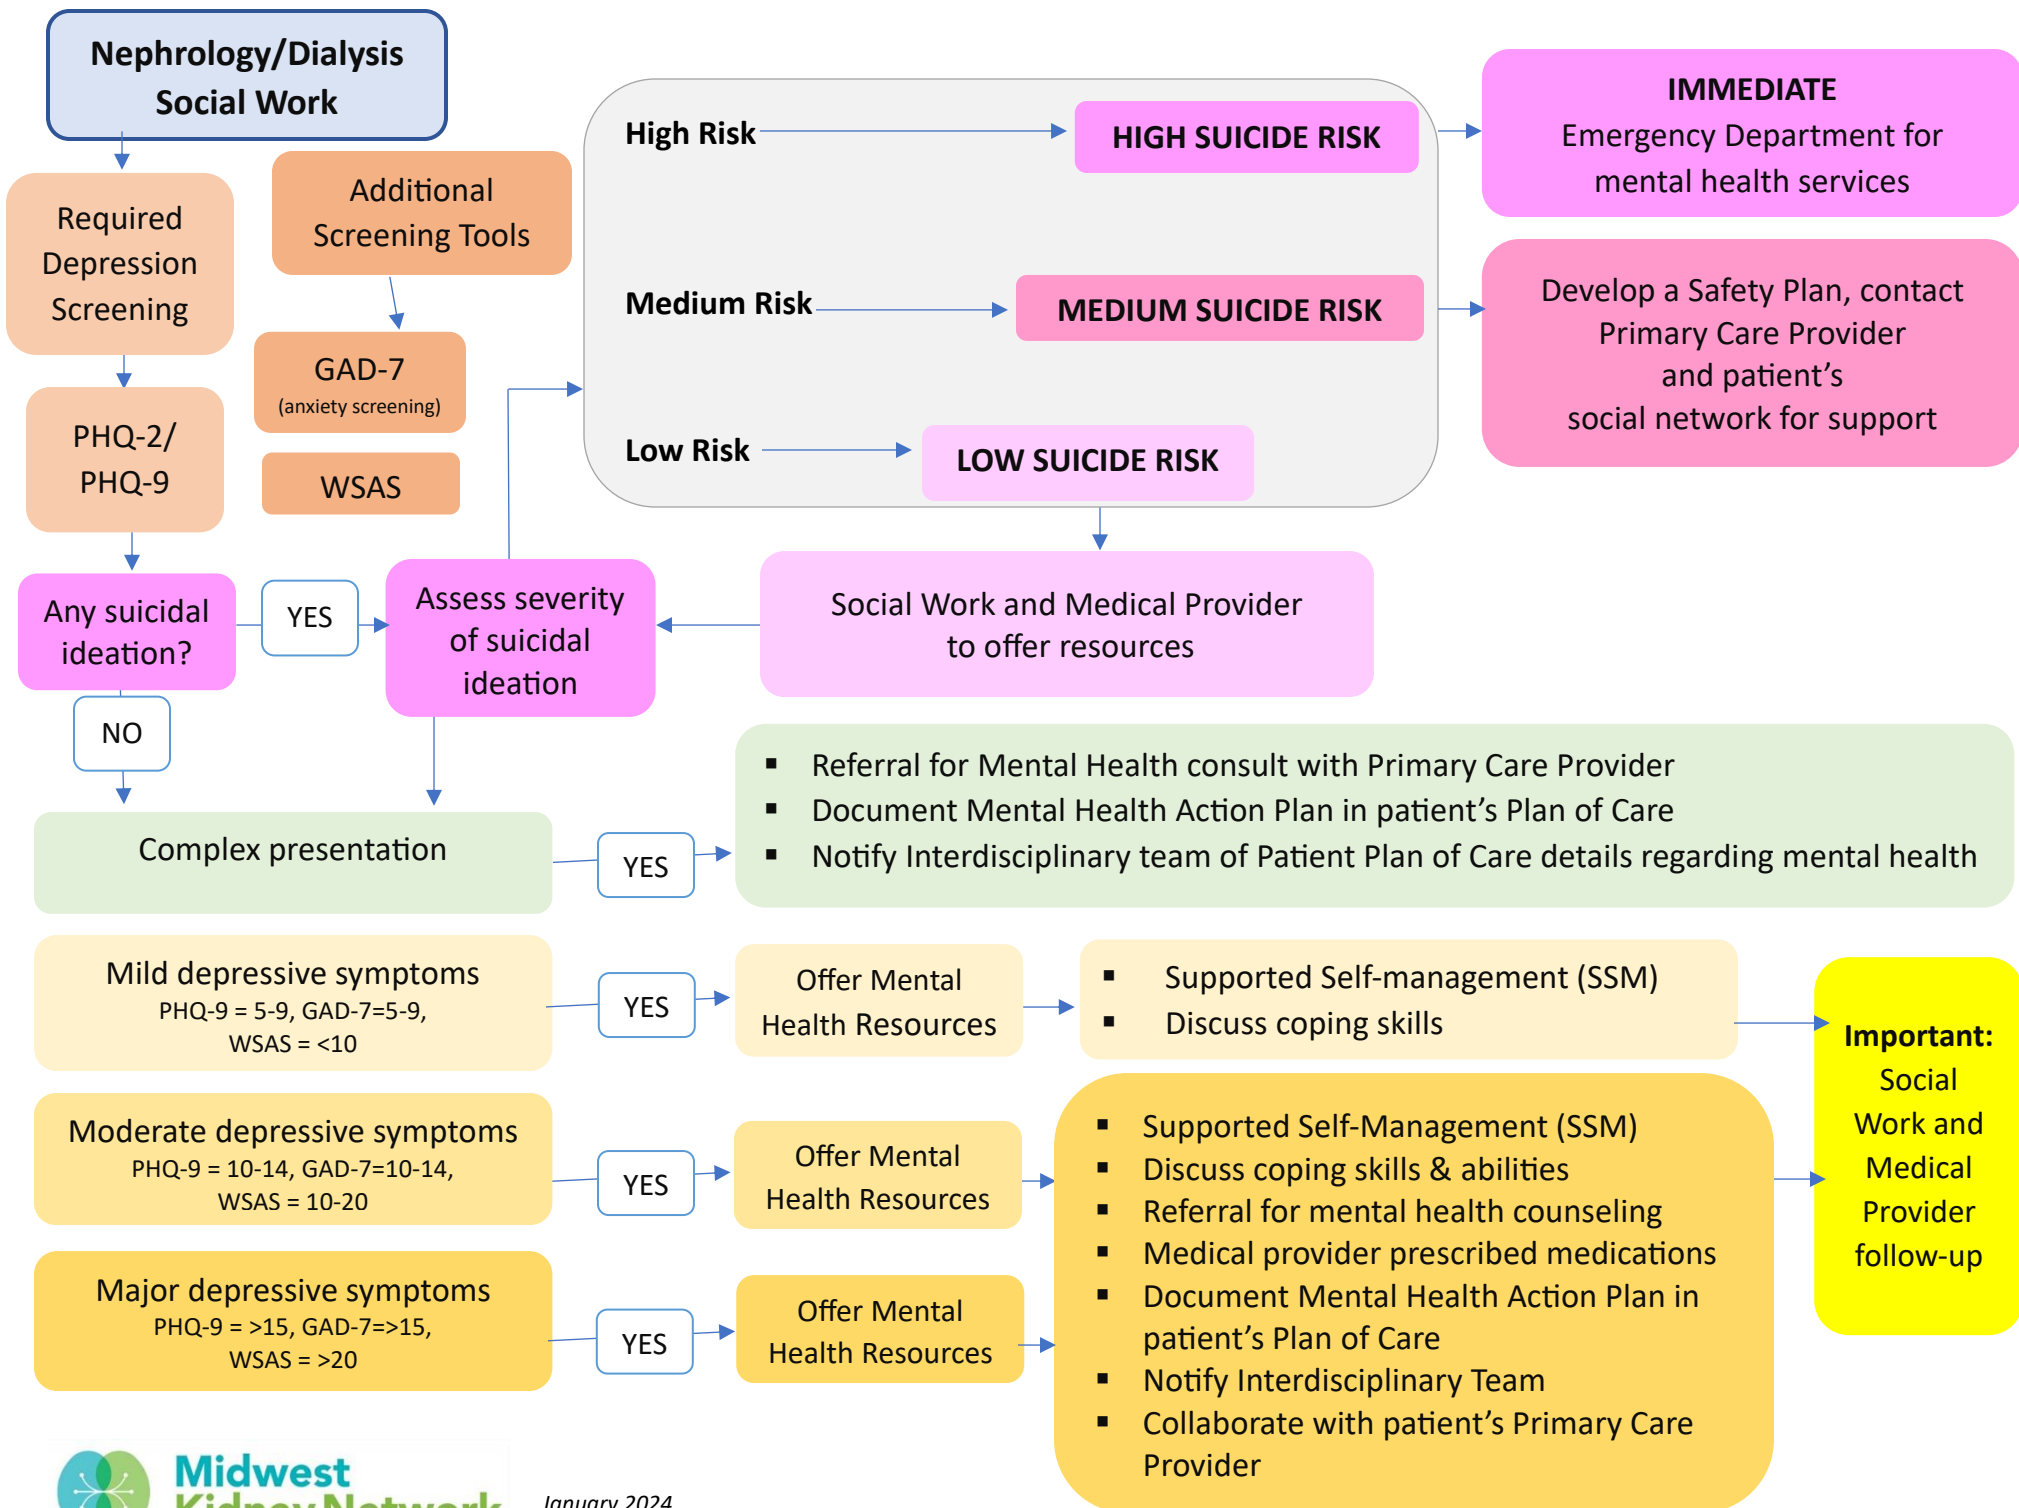 Nephrology/Dialysis
Social Work
Required
Depression
Screening
PHQ-2/
PHQ-9
Additional
Screening Tools
GAD-7
(anxiety screening)
WSAS
Any suicidal
ideation?
YES
NO
Assess severity
of suicidal
ideation
High Risk
HIGH SUICIDE RISK
Medium Risk
MEDIUM SUICIDE RISK
Low Risk
LOW SUICIDE RISK
IMMEDIATE
Emergency Department for
mental health services
Develop a Safety Plan, contact
Primary Care Provider
and patient’s
social network for support
Social Work and Medical Provider
to offer resources
Complex presentation
YES
▪ Referral for Mental Health consult with Primary Care Provider
▪ Document Mental Health Action Plan in patient’s Plan of Care
▪ Notify Interdisciplinary team of Patient Plan of Care details regarding mental health
Mild depressive symptoms
PHQ-9 = 5-9, GAD-7=5-9,
WSAS = <10
YES
Offer Mental
Health Resources
▪ Supported Self-management (SSM)
▪ Discuss coping skills
Moderate depressive symptoms
PHQ-9 = 10-14, GAD-7=10-14,
WSAS = 10-20
YES
Offer Mental
Health Resources
Major depressive symptoms
PHQ-9 = >15, GAD-7=>15,
WSAS = >20
YES
Offer Mental
Health Resources
▪ Supported Self-Management (SSM)
▪ Discuss coping skills & abilities
▪ Referral for mental health counseling
▪ Medical provider prescribed medications
▪ Document Mental Health Action Plan in
patient’s Plan of Care
▪ Notify Interdisciplinary Team
▪ Collaborate with patient’s Primary Care
Provider
Important:
Social
Work and
Medical
Provider
follow-up
Midwest
Kidney Network
January 2024